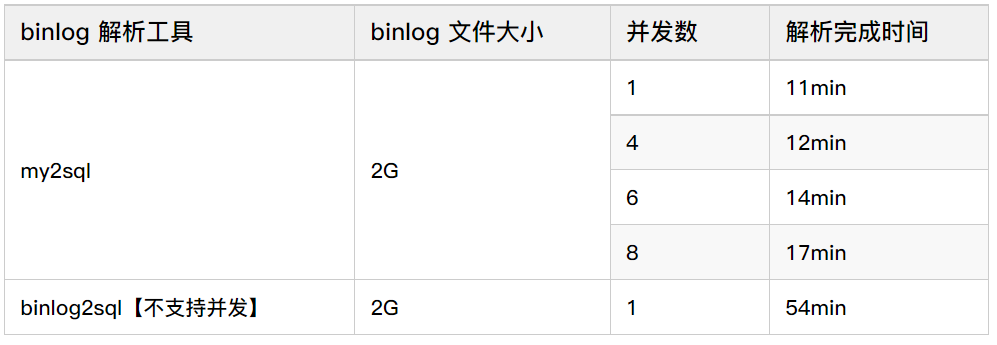 binlog 解析工具 binlog 文件大小 并发数 解析完成时间
1 11min
4 12min
my2sql 2G
6 14min
8 17min
binlog2sql【不支持并发】 2G 1 54min